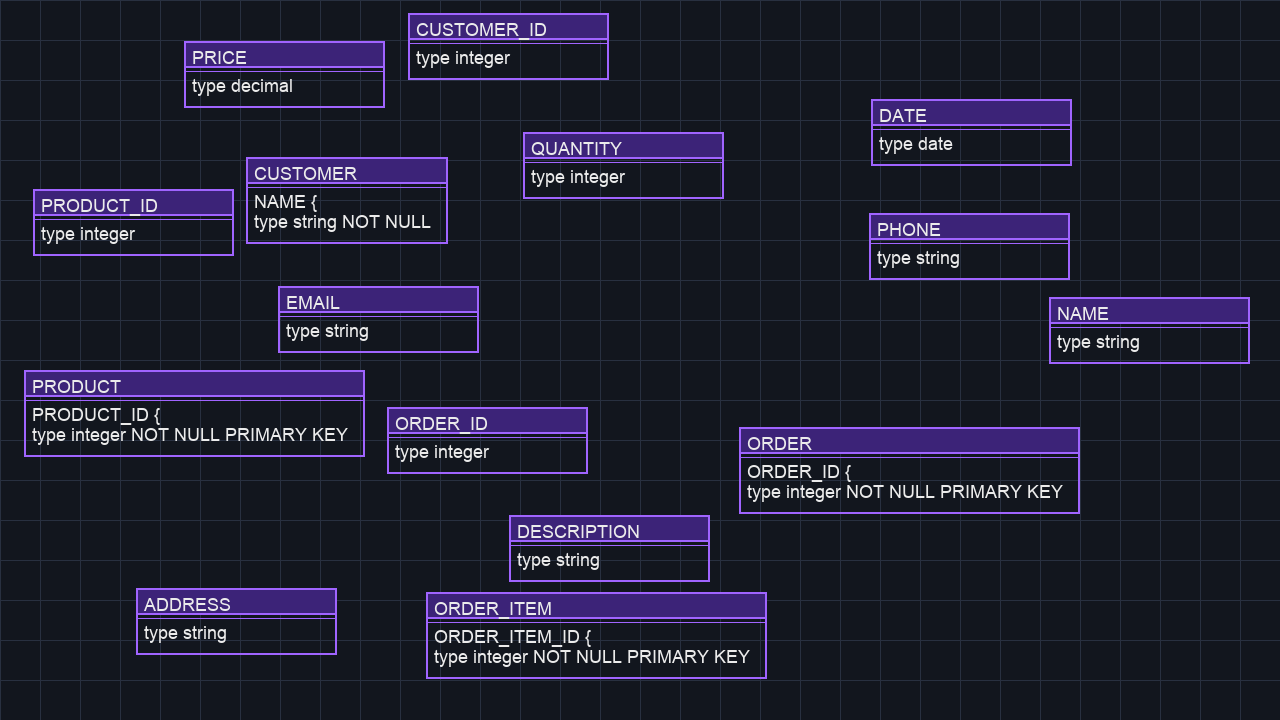 CUSTOMER_ID
type integer
PRICE
type decimal
DATE
type date
QUANTITY
type integer
CUSTOMER
NAME {
type string NOT NULL
PRODUCT_ID
type integer
PHONE
type string
EMAIL
type string
NAME
type string
PRODUCT
PRODUCT_ID {
type integer NOT NULL PRIMARY KEY
ORDER_ID
type integer
ORDER
ORDER_ID {
type integer NOT NULL PRIMARY KEY
DESCRIPTION
type string
ADDRESS
type string
ORDER_ITEM
ORDER_ITEM_ID {
type integer NOT NULL PRIMARY KEY